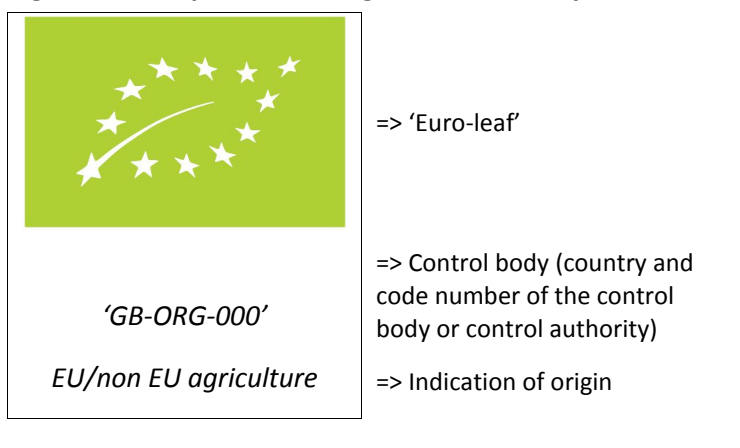 => ‘Euro-leaf’
=> Control body (country and
code number of the control
body or control authority)
‘GB-ORG-000’
EU/non EU agriculture
=> Indication of origin